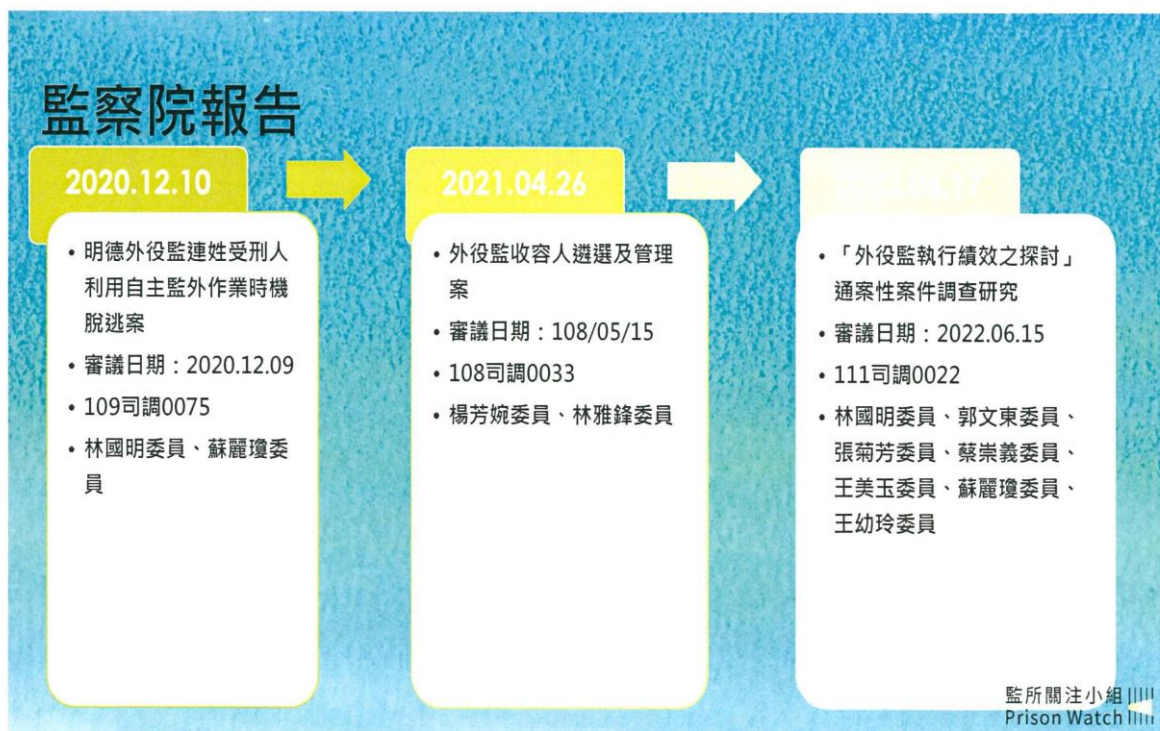 監察院報告
2020.12.10
• 明德外役監連姓受刑人
利用自主監外作業時機
脫逃案
• 審議日期：2020.12.09
• 109司調0075
• 林國明委員、蘇麗瓊委
員
2021.04.26
• 外役監收容人遴選及管理
案
• 審議日期：108/05/15
• 108司調0033
• 楊芳婉委員、林雅鋒委員
• 「外役監執行績效之探討」
通案性案件調查研究
• 審議日期：2022.06.15
• 111司調0022
• 林國明委員、郭文東委員、
張菊芳委員、蔡崇義委員、
王美玉委員、蘇麗瓊委員、
王幼玲委員
監所關注小組
Prison Watch